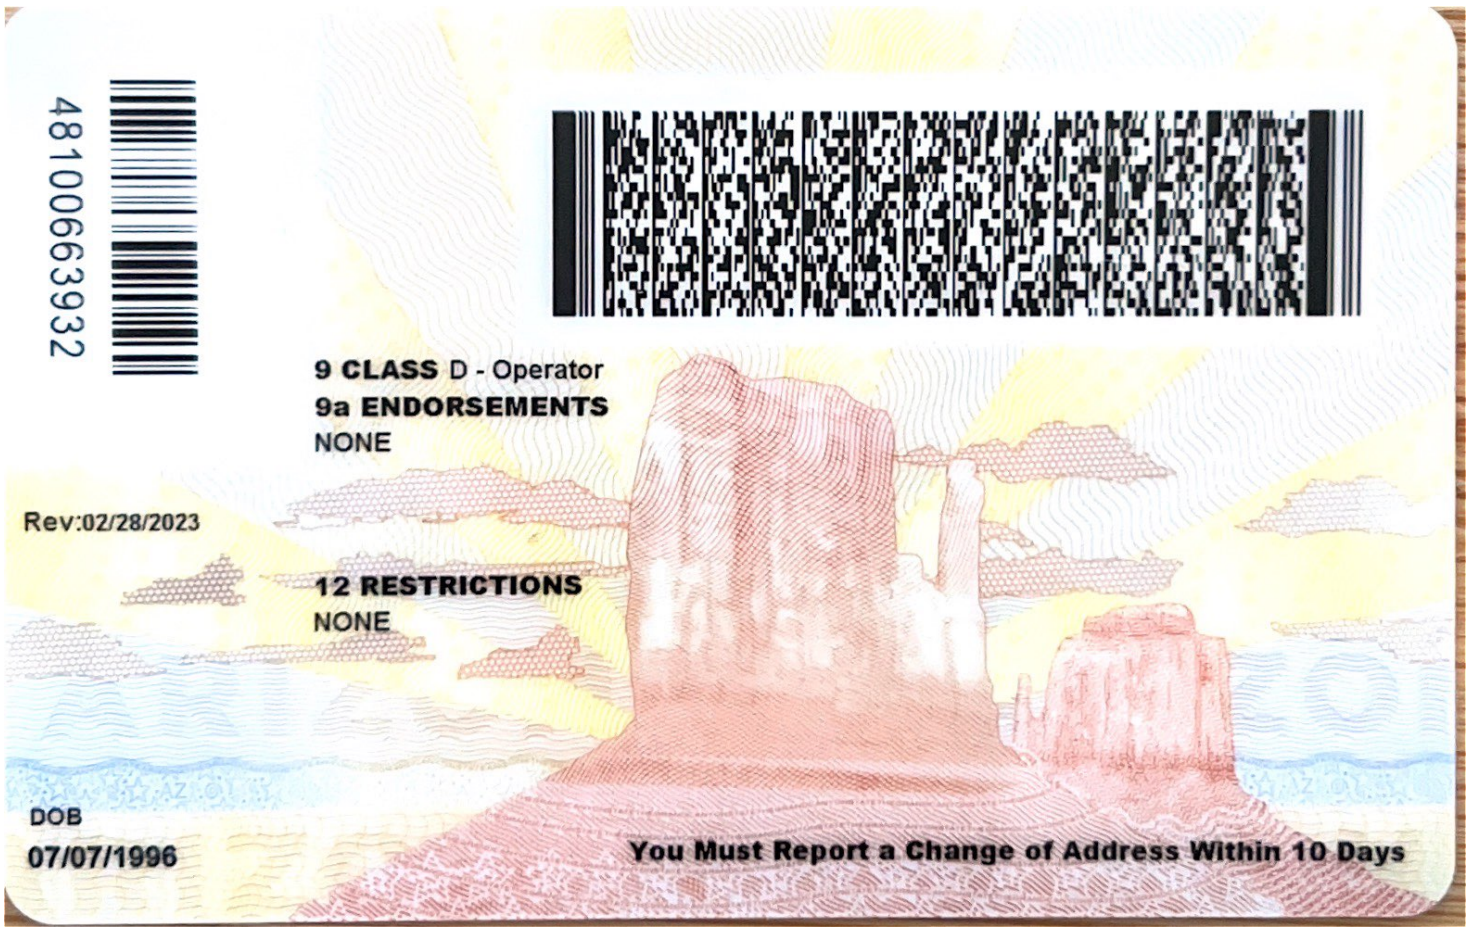 48100663932
9 CLASS D - Operator
9a ENDORSEMENTS
NONE
Rev:02/28/2023
12 RESTRICTIONS
NONE
DOB
07/07/1996
You Must Report a Change of Address Within 10 Days